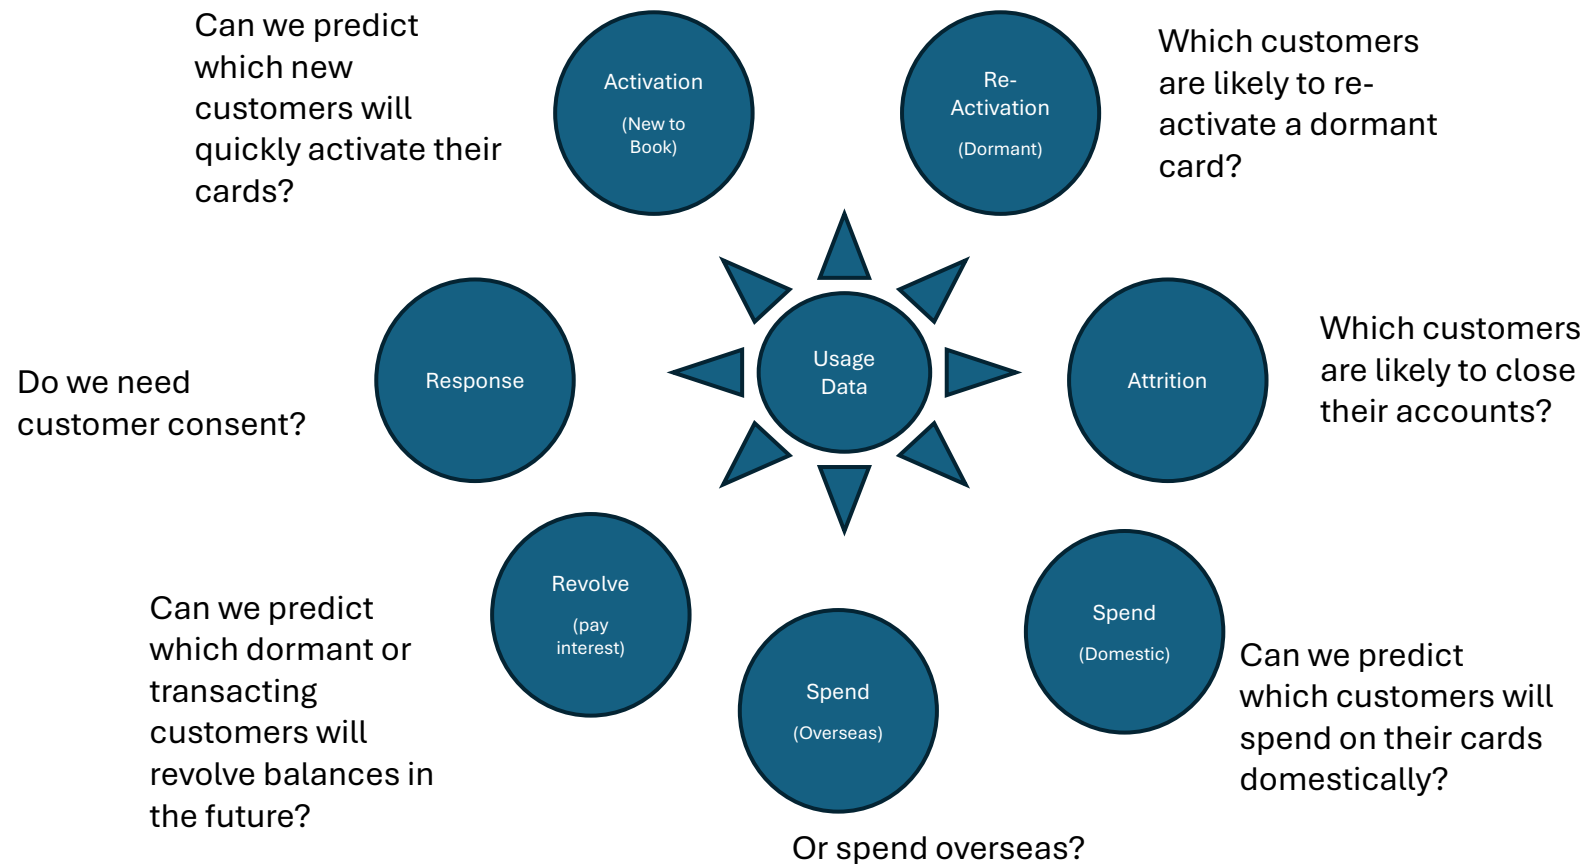 Can we predict
which new
customers will
quickly activate their
cards?
Activation
(New to
Book)
Re-
Activation
(Dormant)
Which customers
are likely to re-
activate a dormant
card?
Do we need
customer consent?
Response
Usage
Data
Attrition
Which customers
are likely to close
their accounts?
Can we predict
which dormant or
transacting
customers will
revolve balances in
the future?
Revolve
(pay
interest)
Spend
(Overseas)
Or spend overseas?
Spend
(Domestic)
Can we predict
which customers will
spend on their cards
domestically?